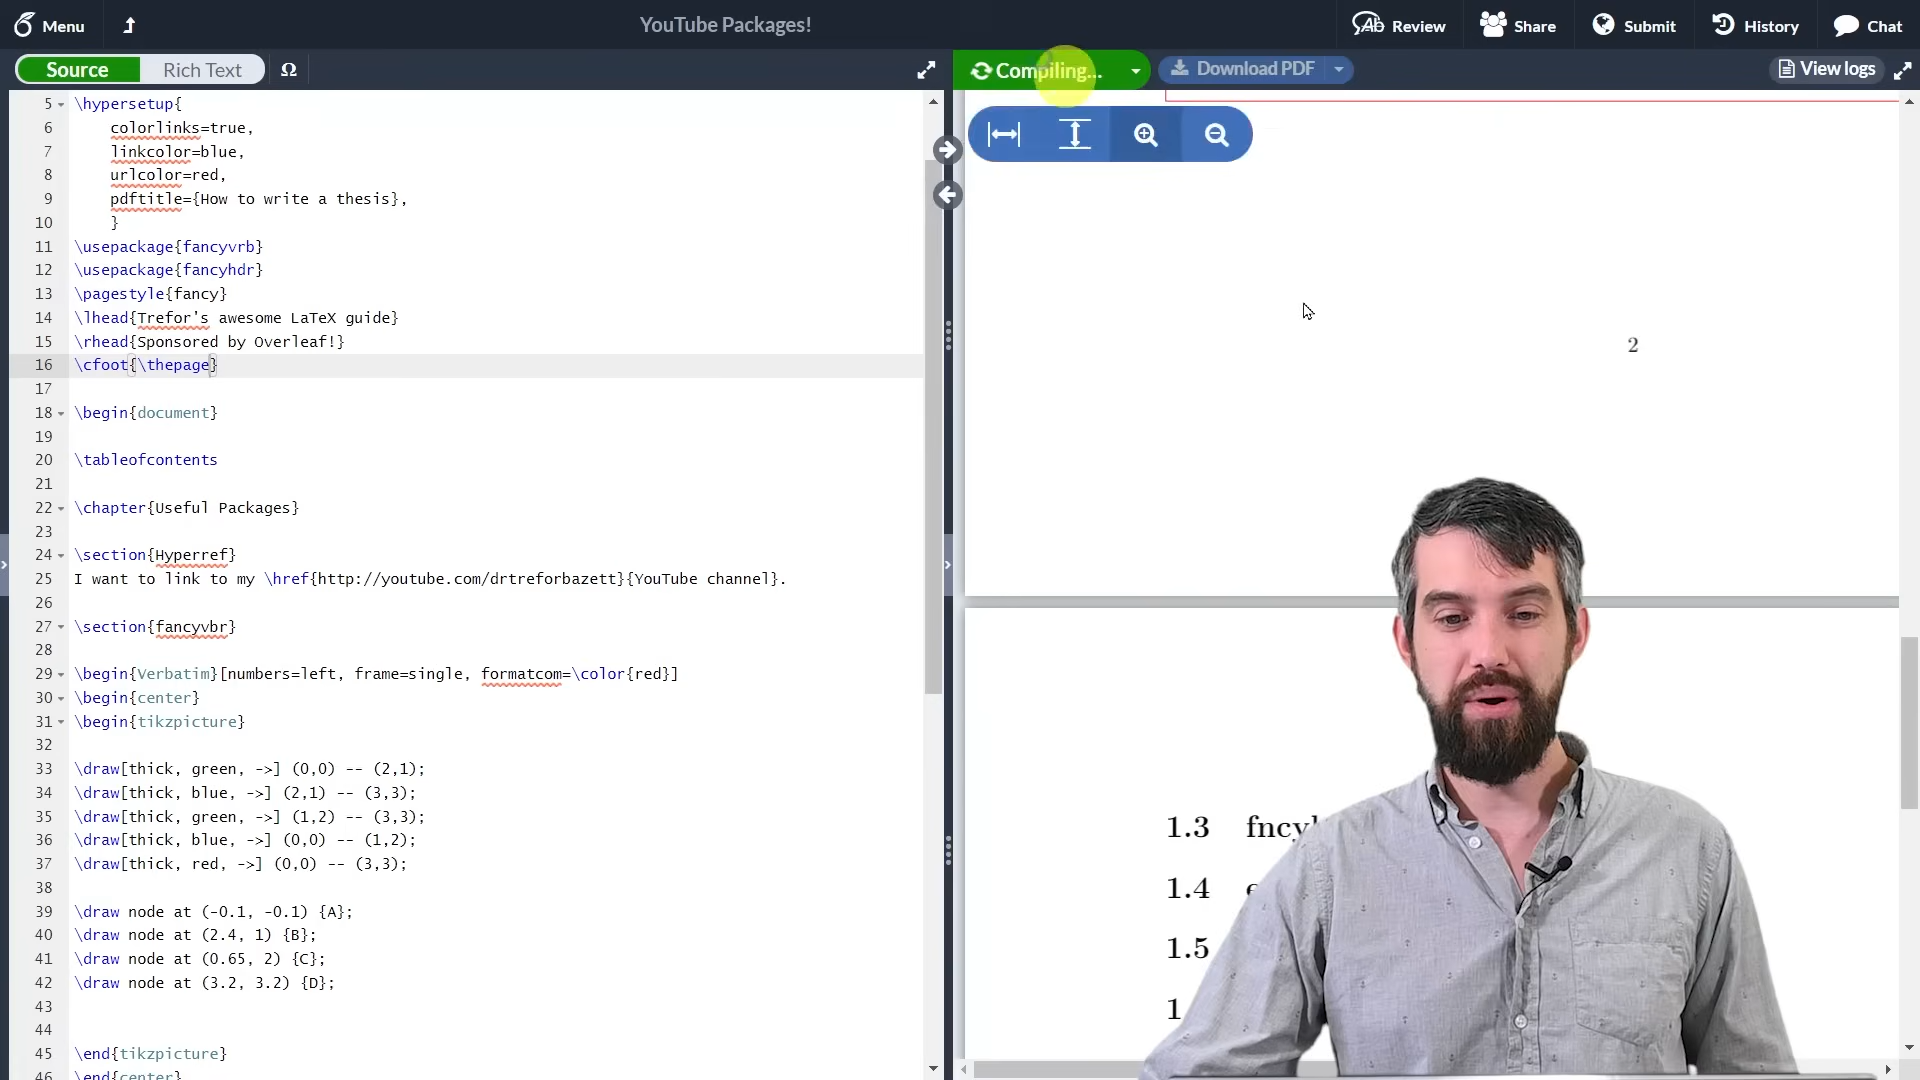 Menu
YouTube Packages!
Review
Share
Submit
History
Chat
Source
Rich Text
Ω
Compiling...
Download PDF
View logs
5 \hypersetup{
6 colorlinks=true,
7 linkcolor=blue,
8 urlcolor=red,
9 pdftitle={How to write a thesis},
10 }
11 \usepackage{fancyvrb}
12 \usepackage{fancyhdr}
13 \pagestyle{fancy}
14 \lhead{Trefor's awesome LaTeX guide}
15 \rhead{Sponsored by Overleaf!}
16 \cfoot{\thepage}
17
18 \begin{document}
19
20 \tableofcontents
21
22 \chapter{Useful Packages}
23
24 \section{Hyperref}
25 I want to link to my \href{http://youtube.com/drtreforbazett}{YouTube channel}.
26
27 \section{fancyvbr}
28
29 \begin{Verbatim}[numbers=left, frame=single, formatcom=\color{red}]
30 \begin{center}
31 \begin{tikzpicture}
32
33 \draw[thick, green, ->] (0,0) -- (2,1);
34 \draw[thick, blue, ->] (2,1) -- (3,3);
35 \draw[thick, green, ->] (1,2) -- (3,3);
36 \draw[thick, blue, ->] (0,0) -- (1,2);
37 \draw[thick, red, ->] (0,0) -- (3,3);
38
39 \draw node at (-0.1, -0.1) {A};
40 \draw node at (2.4, 1) {B};
41 \draw node at (0.65, 2) {C};
42 \draw node at (3.2, 3.2) {D};
43
44
45 \end{tikzpicture}
46 \end{center}
2
1.3
1.4
1.5
1